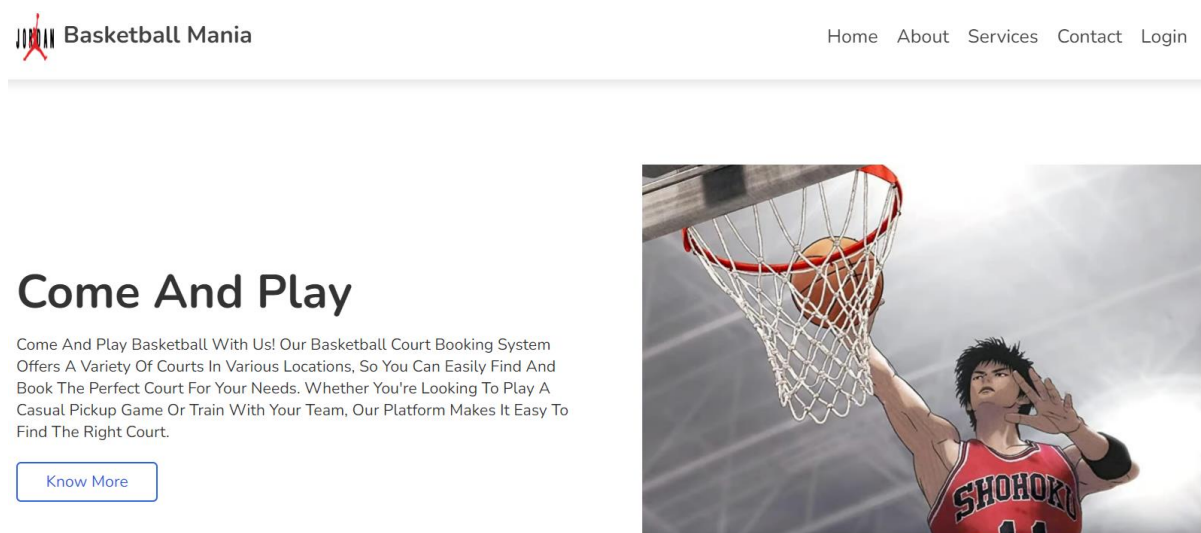 JORDAN Basketball Mania
Home About Services Contact Login
Come And Play
Come And Play Basketball With Us! Our Basketball Court Booking System
Offers A Variety Of Courts In Various Locations, So You Can Easily Find And
Book The Perfect Court For Your Needs. Whether You're Looking To Play A
Casual Pickup Game Or Train With Your Team, Our Platform Makes It Easy To
Find The Right Court.
Know More
SHOHOKU
11